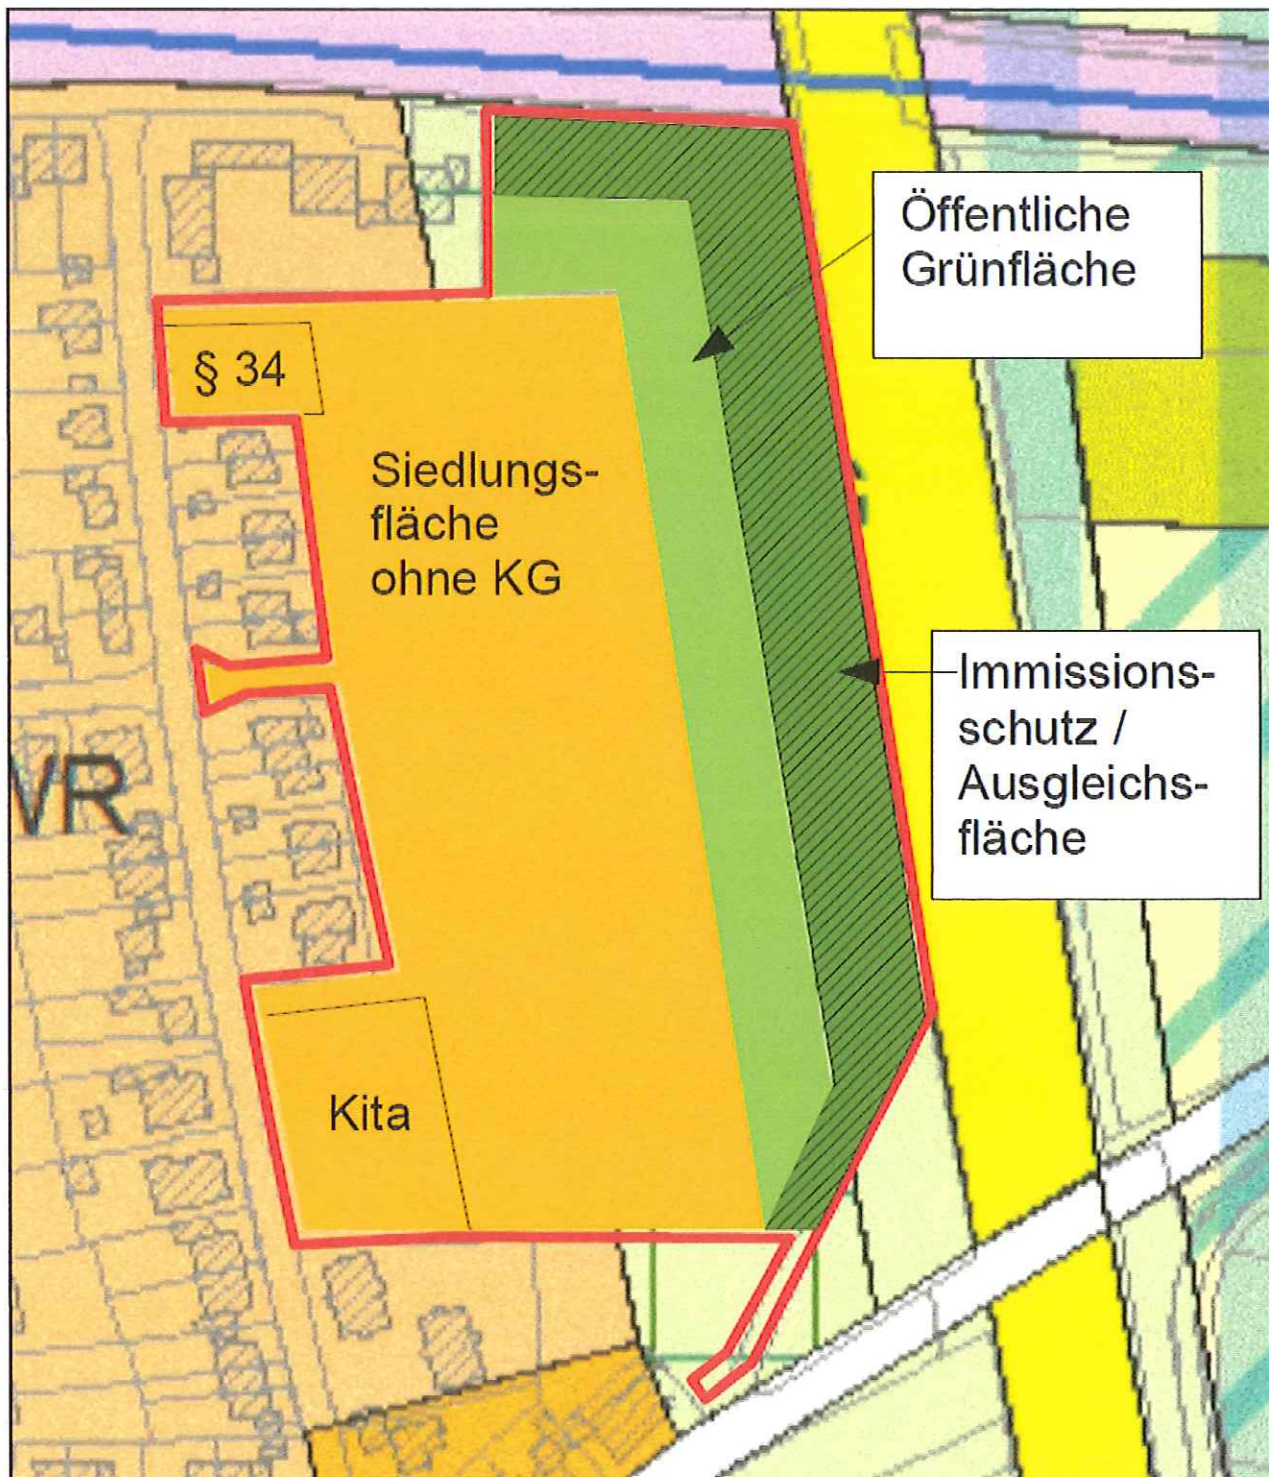 Öffentliche
Grünfläche
§ 34
Siedlungs-
fläche
ohne KG
Immissions-
schutz /
Ausgleichs-
fläche
WR
Kita